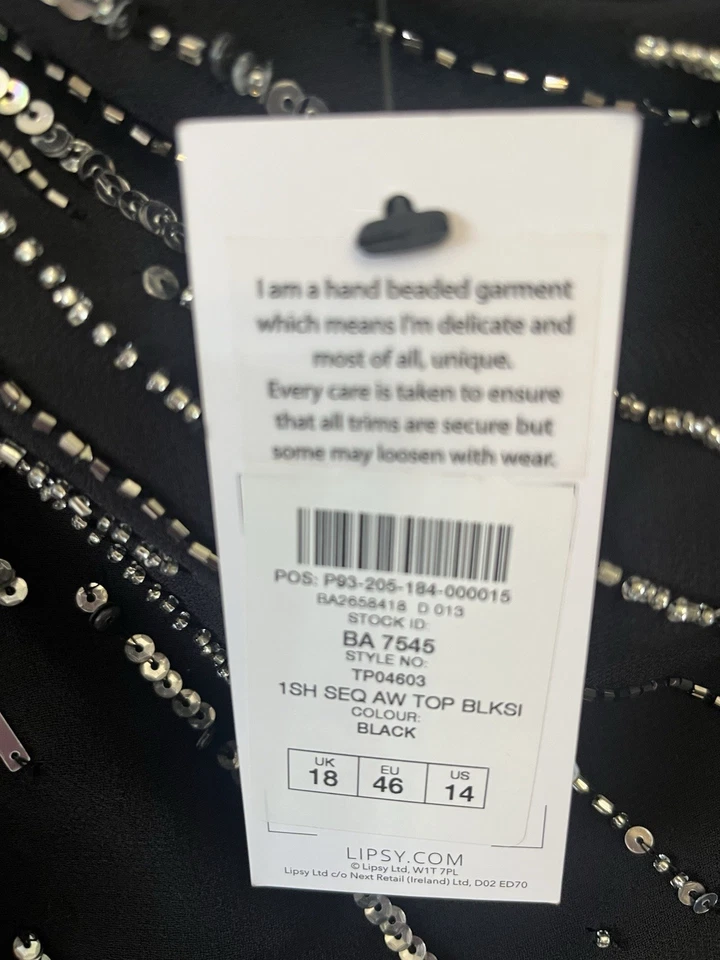 I am a hand beaded garment
which means I'm delicate and
most of all, unique.
Every care is taken to ensure
that all trims are secure but
some may loosen with wear.
POS: P93-205-184-000015
BA2658418 D 013
STOCK ID:
BA 7545
STYLE NO:
TP04603
1SH SEQ AW TOP BLKSI
COLOUR:
BLACK
UK EU US
18 46 14
LIPSY.COM
© Lipsy Ltd, W1T 7PL
Lipsy Ltd c/o Next Retail (Ireland) Ltd, D02 ED70